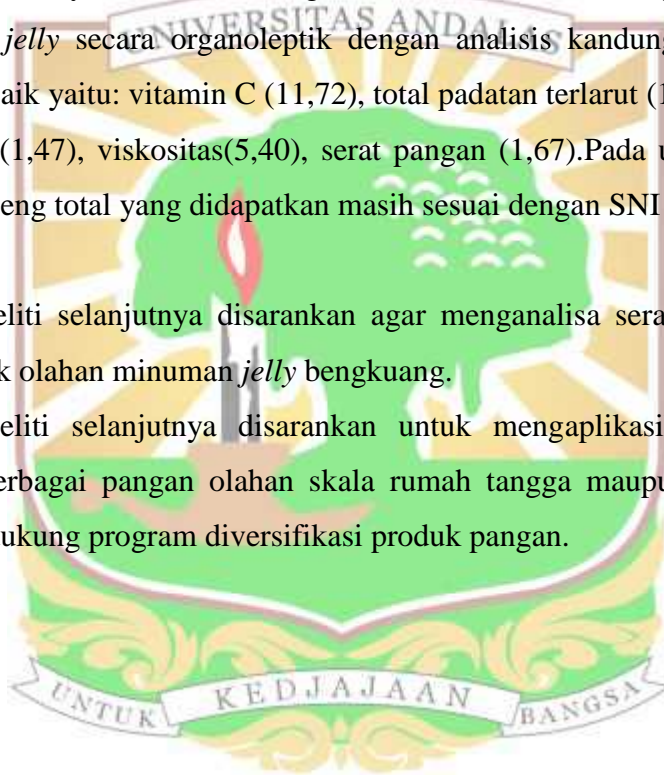 UNIVERSITAS ANDALAS
jelly secara organoleptik dengan analisis kandung
aik yaitu: vitamin C (11,72), total padatan terlarut (1
(1,47), viskositas(5,40), serat pangan (1,67).Pada u
eng total yang didapatkan masih sesuai dengan SNI
eliti selanjutnya disarankan agar menganalisa sera
k olahan minuman jelly bengkuang.
eliti selanjutnya disarankan untuk mengaplikasi
erbagai pangan olahan skala rumah tangga maupu
ukung program diversifikasi produk pangan.
UNTUK KEDJAJAAN BANGSA